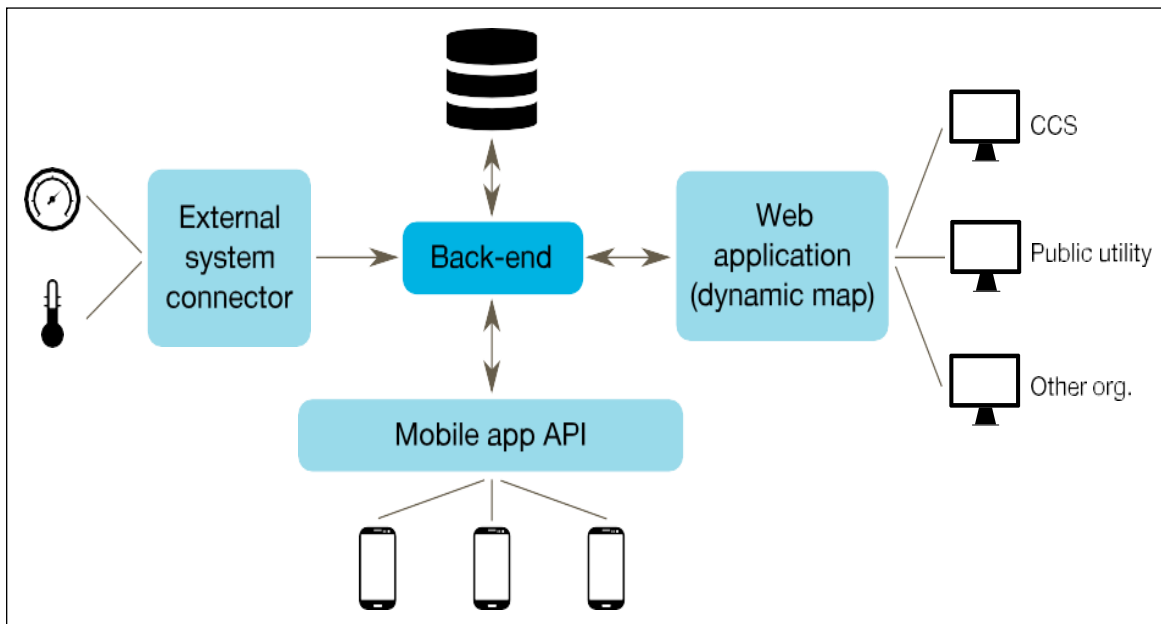 External
system
connector
Back-end
Web
application
(dynamic map)
Mobile app API
CCS
Public utility
Other org.